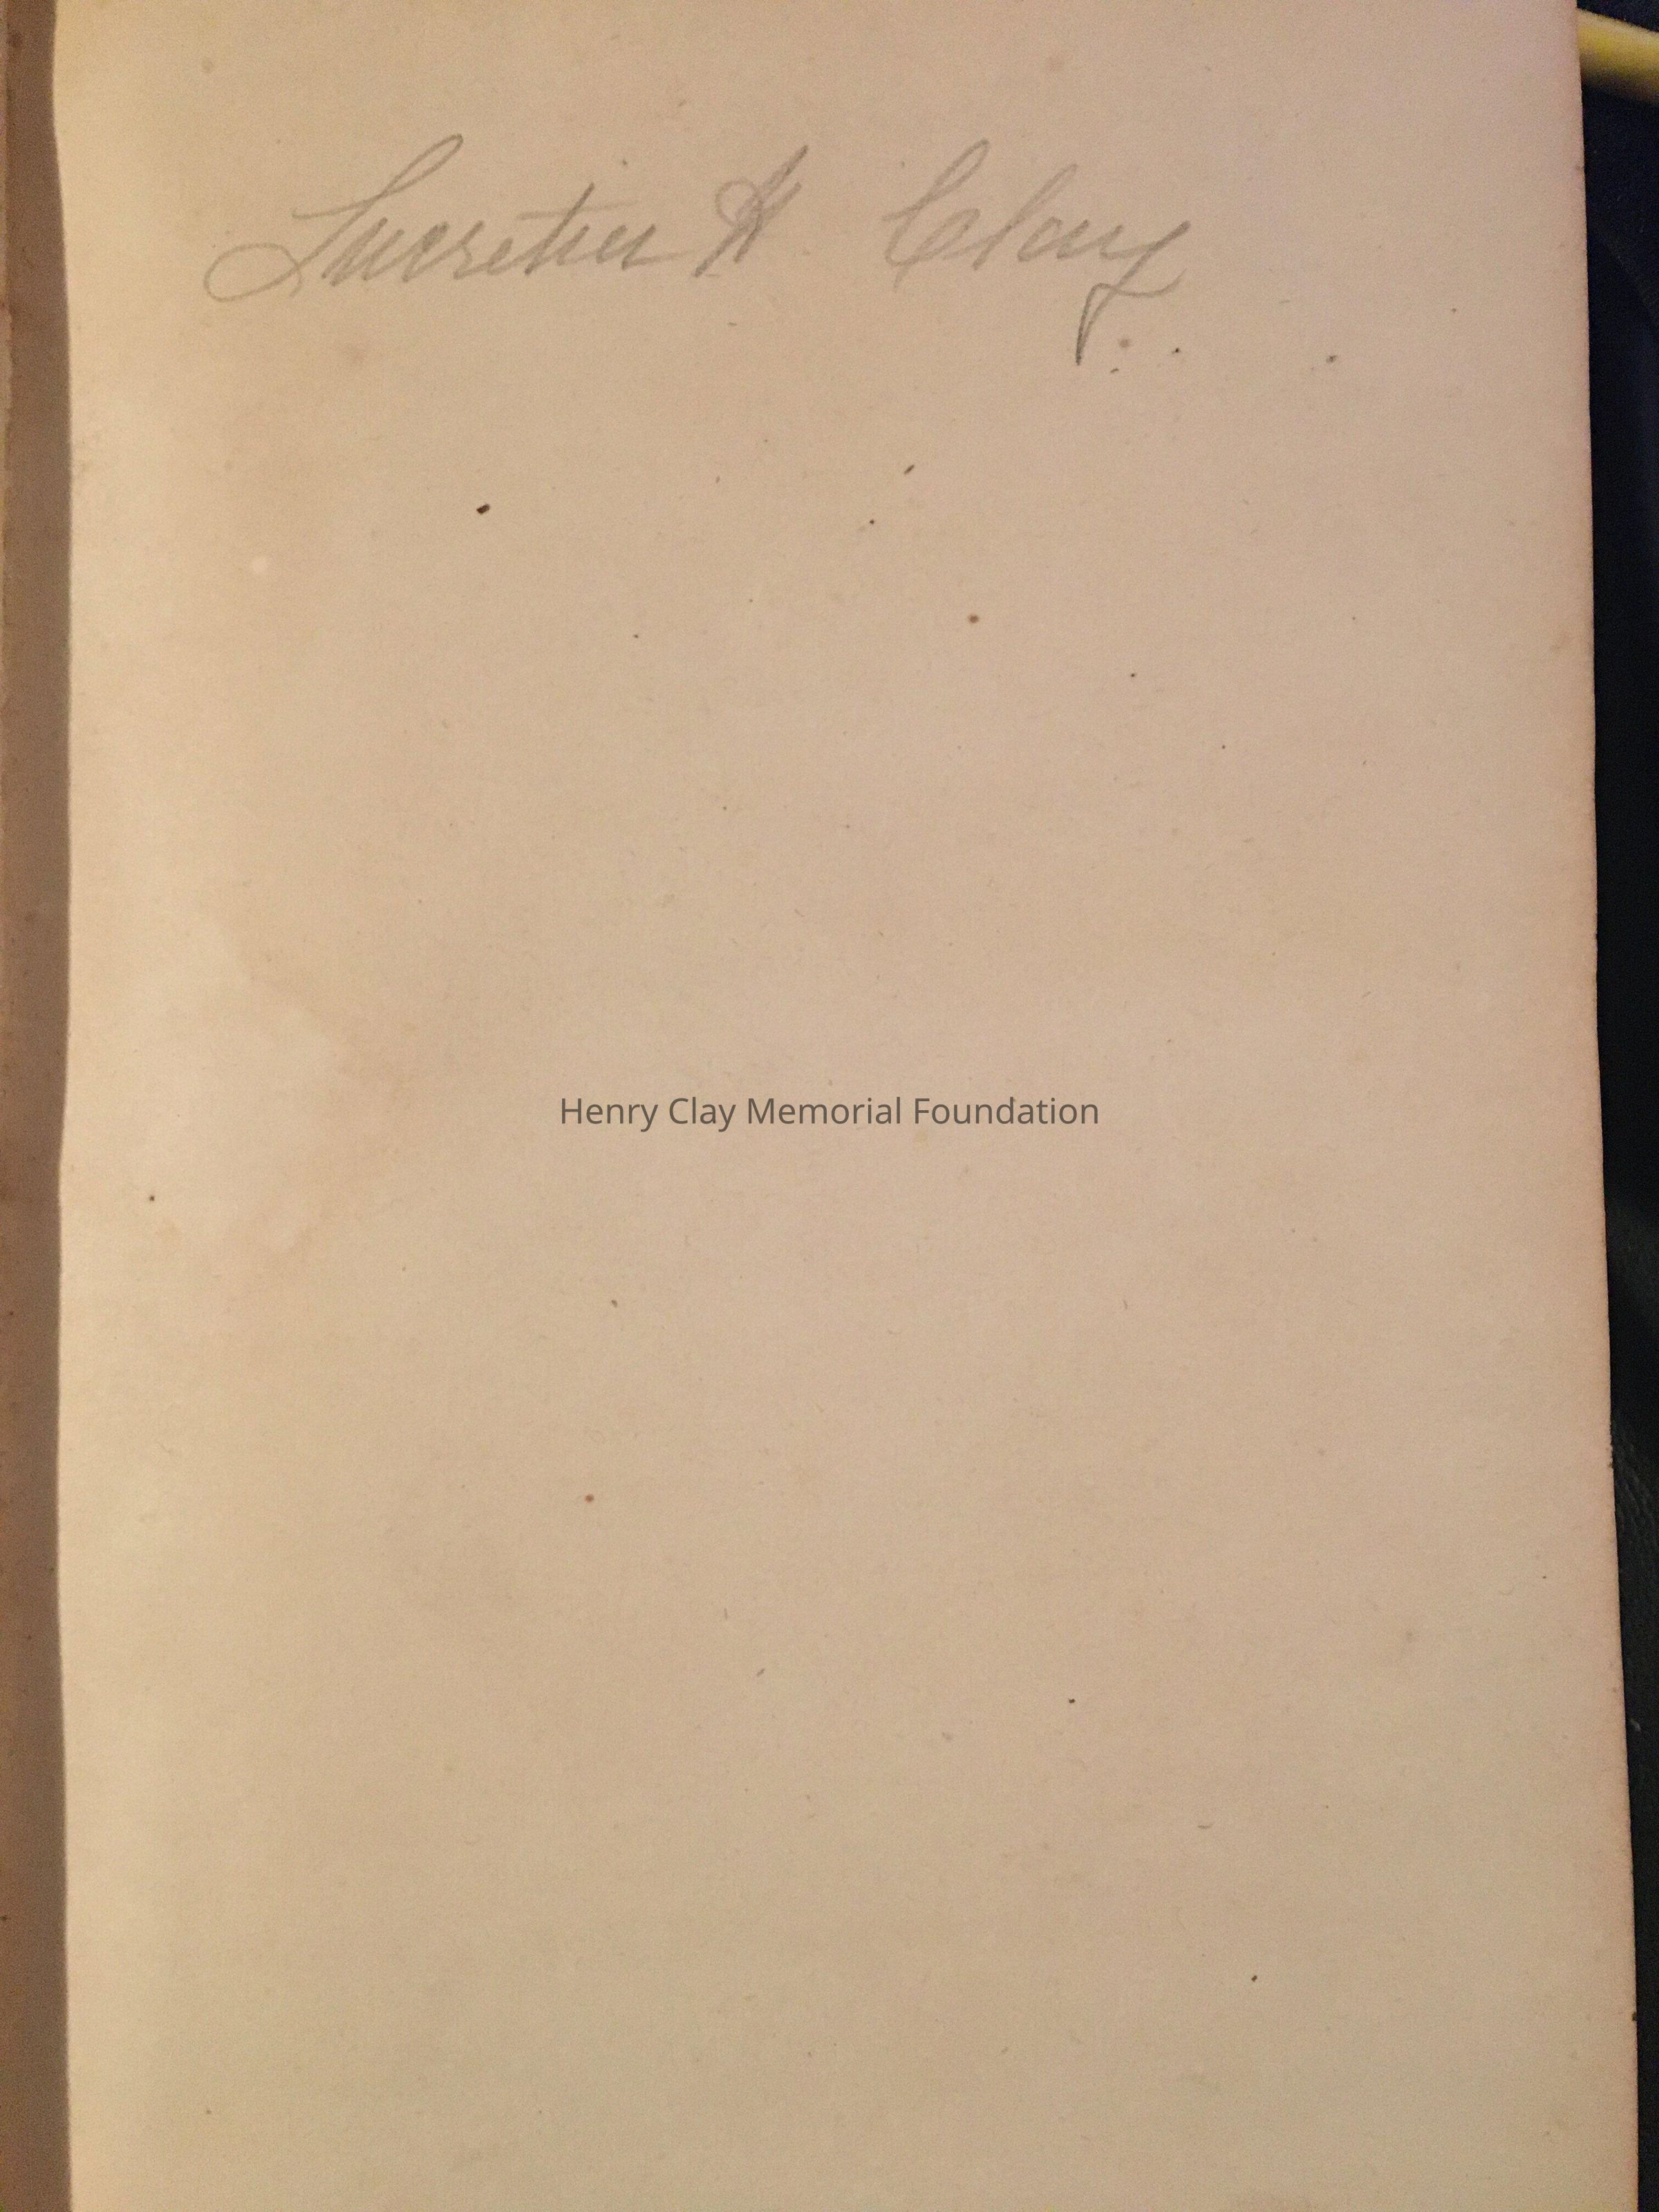 Lucretia H Clay
Henry Clay Memorial Foundation